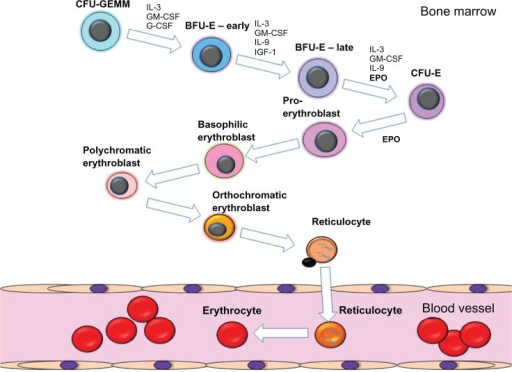 CFU-GEMM
IL-3
GM-CSF
G-CSF
BFU-E – early
IL-3
GM-CSF
IL-9
IGF-1
BFU-E – late
IL-3
GM-CSF
IL-9
EPO
Bone marrow
CFU-E
EPO
Pro-
erythroblast
Basophilic
erythroblast
Polychromatic
erythroblast
Orthochromatic
erythroblast
Reticulocyte
Erythrocyte
Reticulocyte
Blood vessel